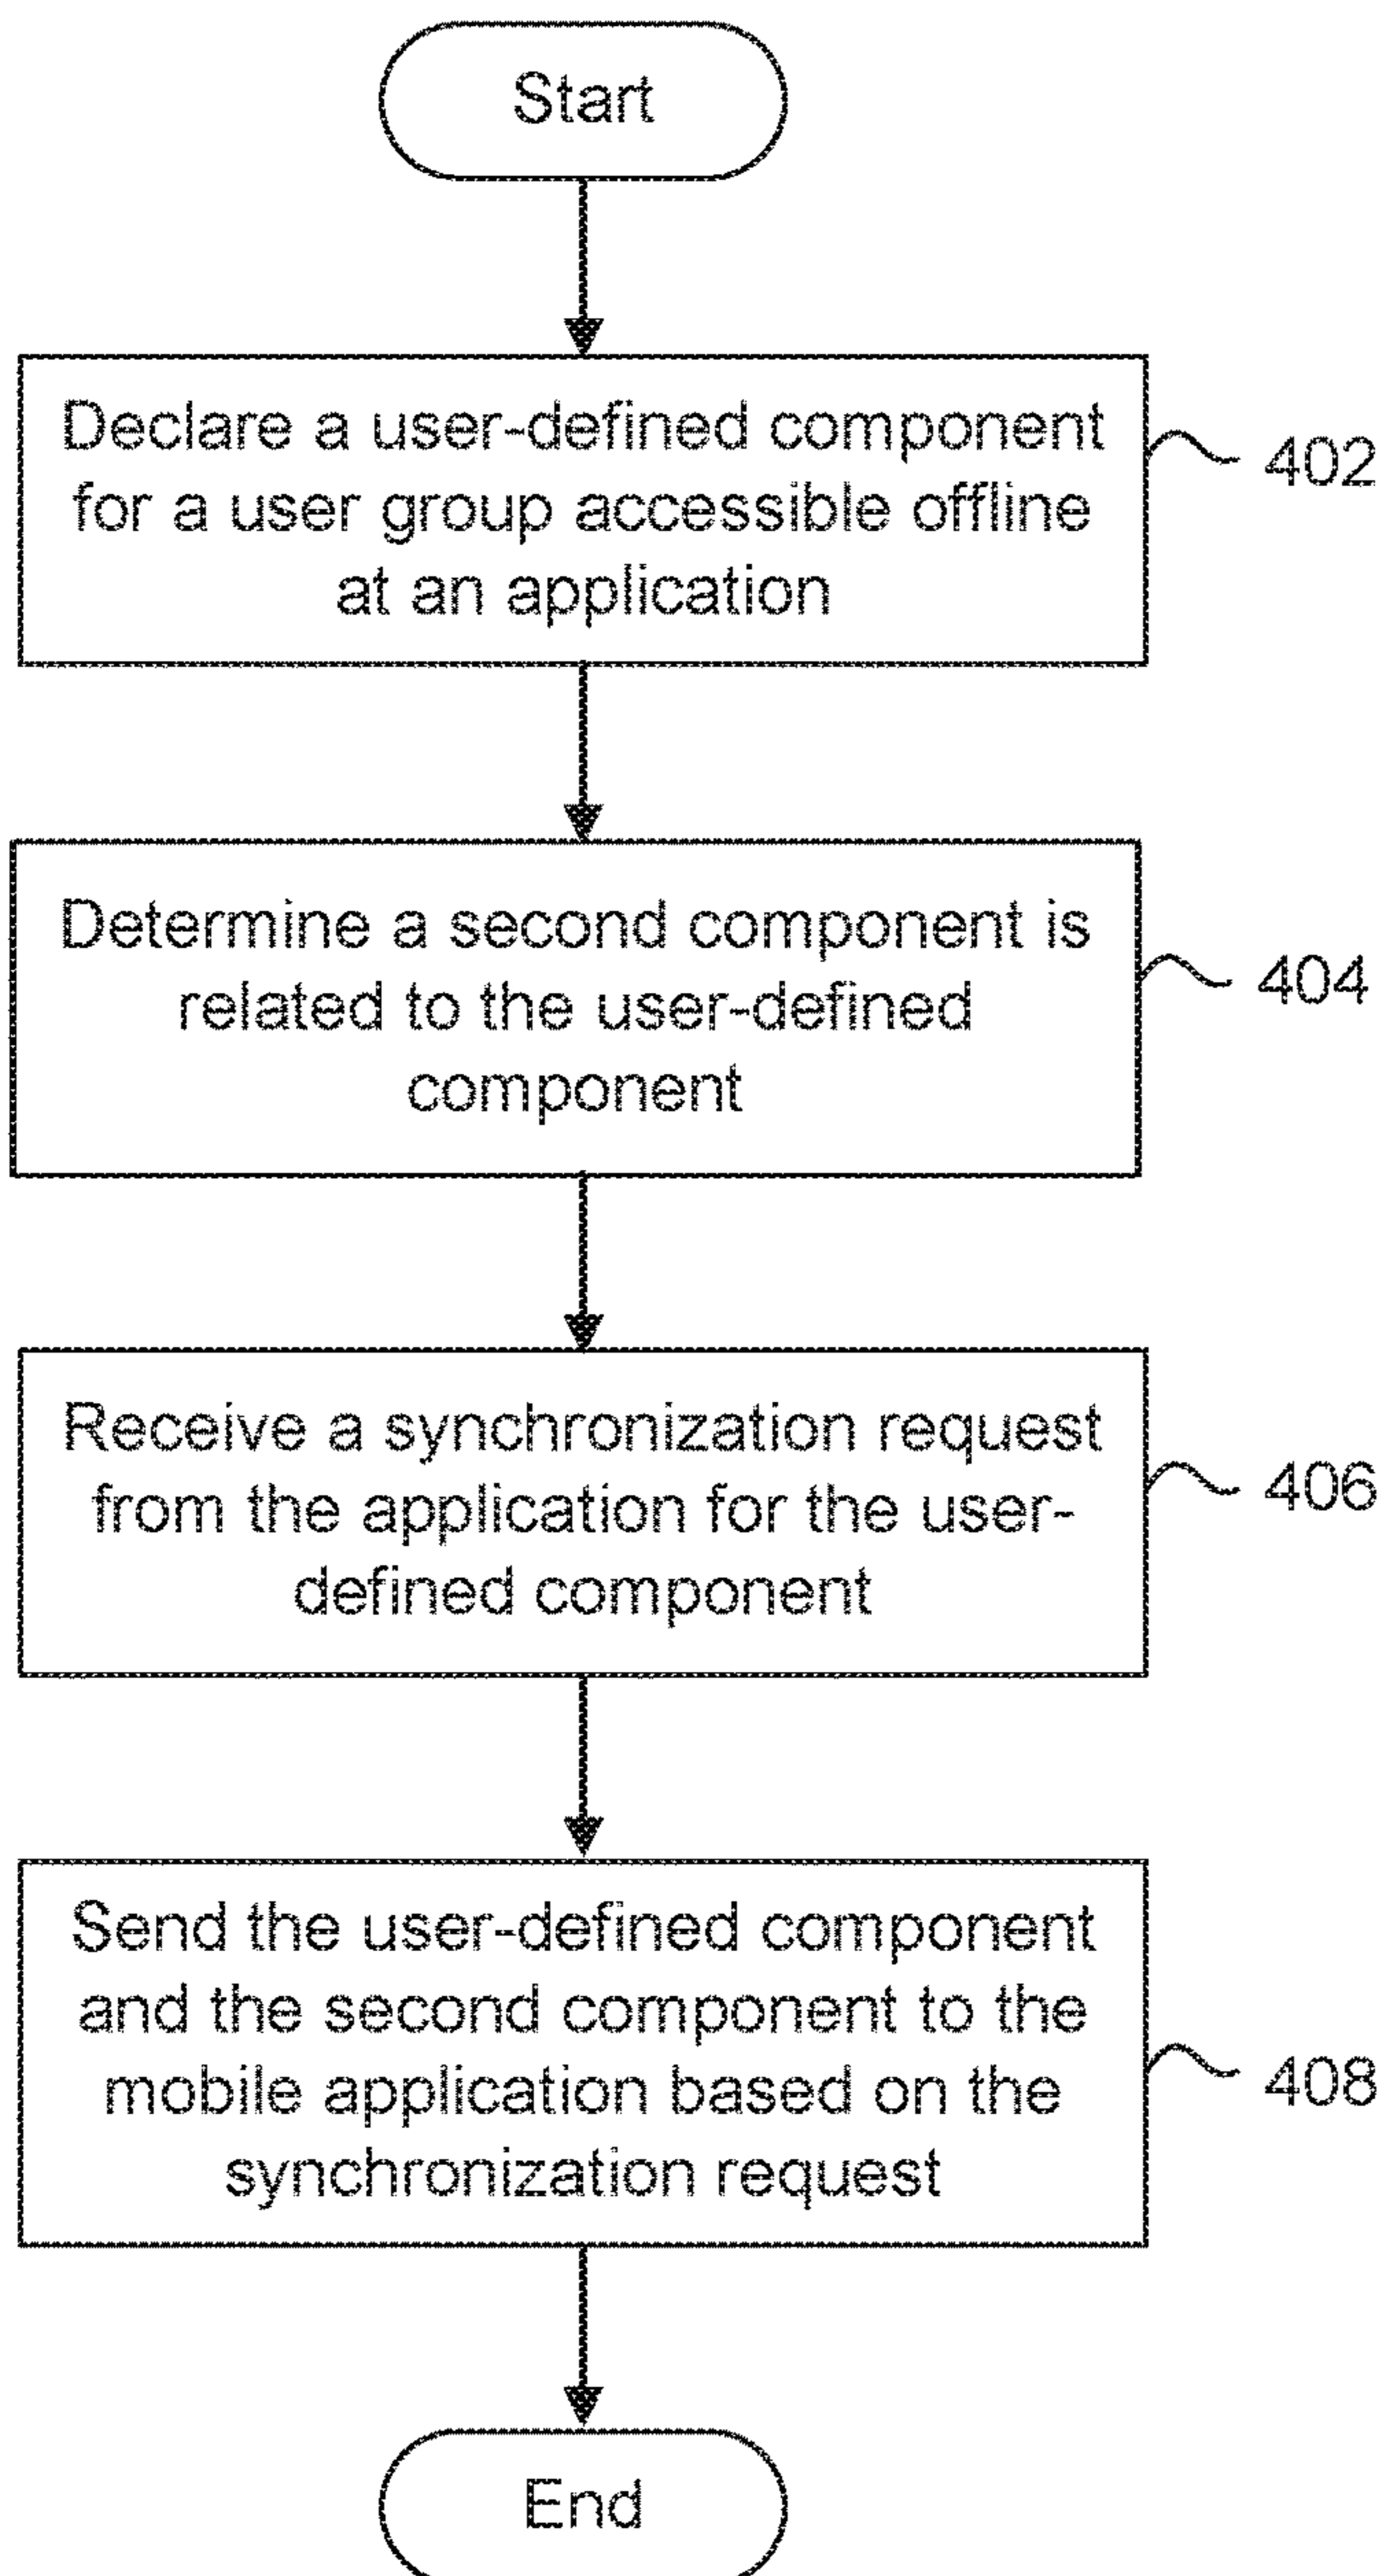 Start
Declare a user-defined component
for a user group accessible offline
at an application
402
Determine a second component is
related to the user-defined
component
404
Receive a synchronization request
from the application for the user-
defined component
406
Send the user-defined component
and the second component to the
mobile application based on the
synchronization request
408
End